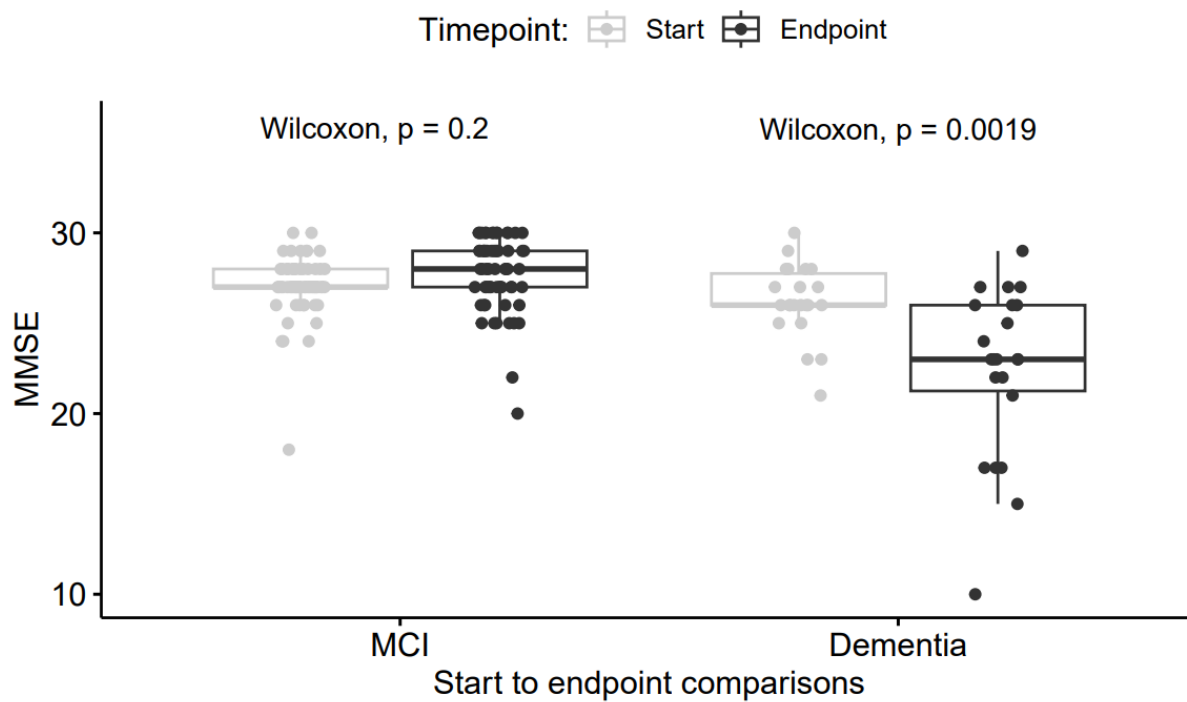 Timepoint: Start Endpoint
Wilcoxon, p = 0.2
Wilcoxon, p = 0.0019
MMSE
30
20
10
MCI
Dementia
Start to endpoint comparisons